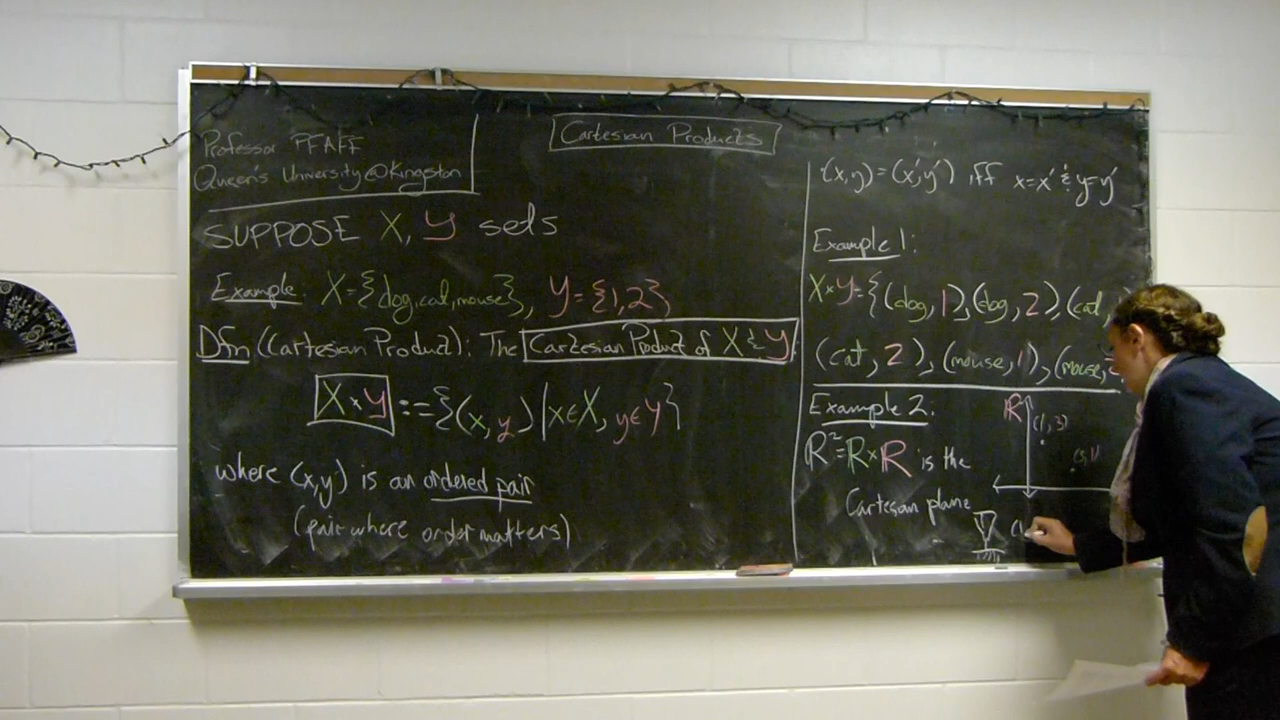 Professor PFAFF
Queen's University@Kingston
Cartesian Products
SUPPOSE X, Y sets
Example: X={dog,cat,mouse}, Y={1,2}
Dfn (Cartesian Product): The Cartesian Product of X & Y
X×Y:={(x,y)|x∈X, y∈Y}
where (x,y) is an ordered pair
(pair where order matters)
(x,y)=(x',y') iff x=x' & y=y'
Example 1:
X×Y={(dog,1),(dog,2),(cat,
(cat,2),(mouse,1),(mouse,
Example 2:
ℝ²=ℝ×ℝ is the
Cartesian plane
ℝ
(1,3)
(3,1)